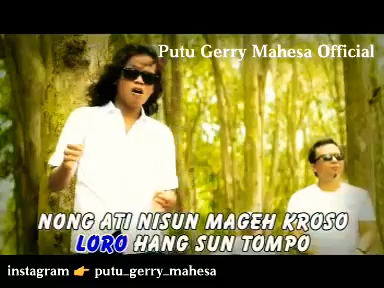 Putu Gerry Mahesa Official
NONG ATI NISUN MAGEH KROSO
LORO HANG SUN TOMPO
instagram 👉 putu_gerry_mahesa